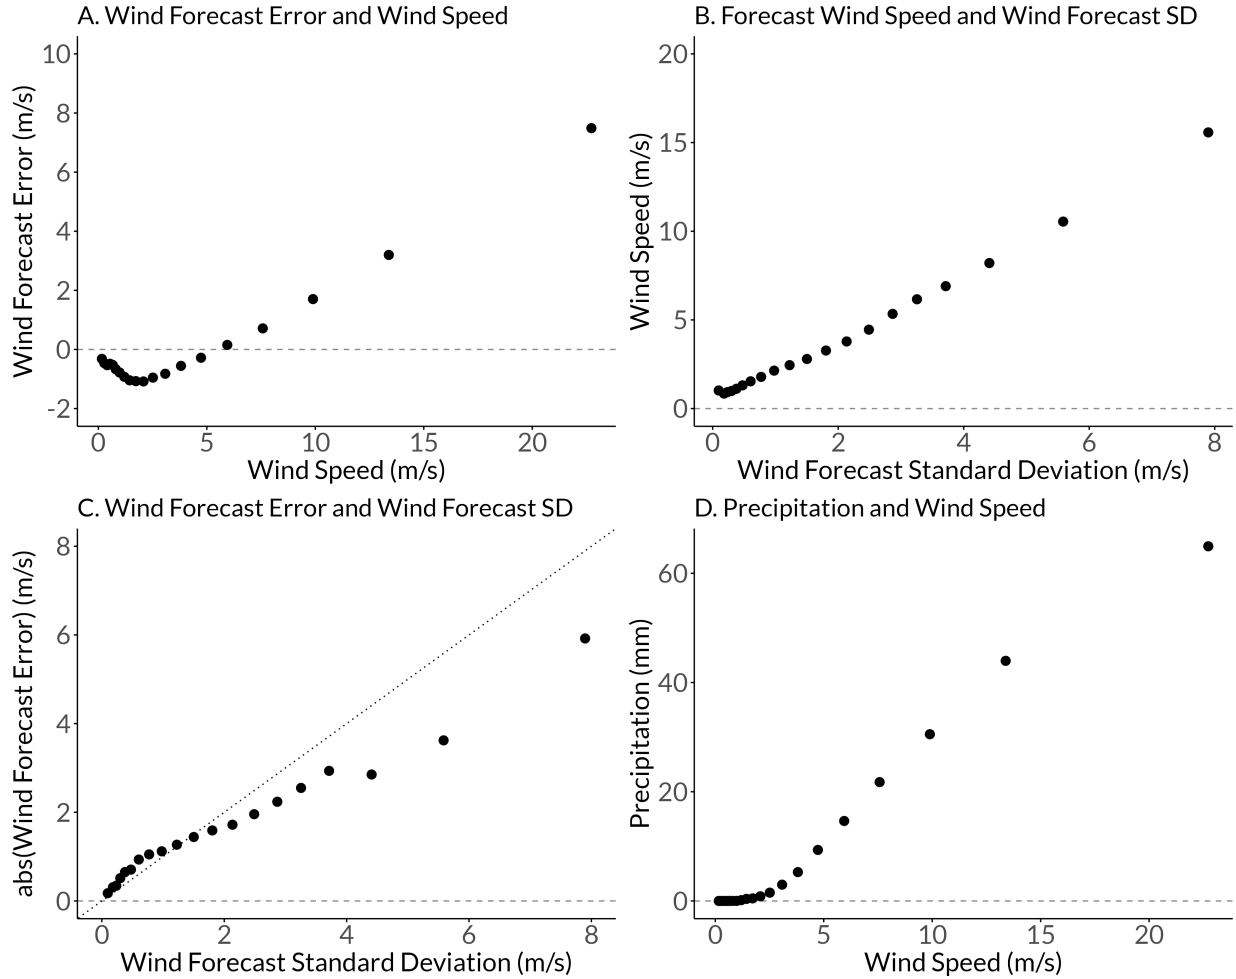 A. Wind Forecast Error and Wind Speed
Wind Forecast Error (m/s)
10
8
6
4
2
0
-2
0 5 10 15 20
Wind Speed (m/s)
B. Forecast Wind Speed and Wind Forecast SD
Wind Speed (m/s)
20
15
10
5
0
0 2 4 6 8
Wind Forecast Standard Deviation (m/s)
C. Wind Forecast Error and Wind Forecast SD
abs(Wind Forecast Error) (m/s)
8
6
4
2
0
0 2 4 6 8
Wind Forecast Standard Deviation (m/s)
D. Precipitation and Wind Speed
Precipitation (mm)
60
40
20
0
0 5 10 15 20
Wind Speed (m/s)